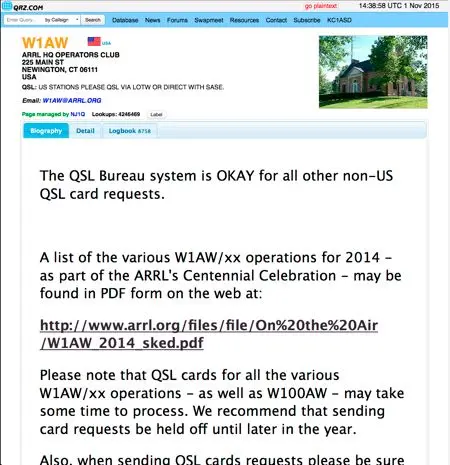 QRZ.COM
go plaintext
14:38:58 UTC 1 Nov 2015
Enter Query... by Callsign Search Database News Forums Swapmeet Resources Contact Subscribe KC1ASD
W1AW USA
ARRL HQ OPERATORS CLUB
225 MAIN ST
NEWINGTON, CT 06111
USA
QSL: US STATIONS PLEASE QSL VIA LOTW OR DIRECT WITH SASE.
Email: W1AW@ARRL.ORG
Page managed by NJ1Q Lookups: 4246469 Label
Biography Detail Logbook 8758
The QSL Bureau system is OKAY for all other non-US
QSL card requests.
A list of the various W1AW/xx operations for 2014 -
as part of the ARRL's Centennial Celebration - may be
found in PDF form on the web at:
http://www.arrl.org/files/file/On%20the%20Air
/W1AW_2014_sked.pdf
Please note that QSL cards for all the various
W1AW/xx operations - as well as W100AW - may take
some time to process. We recommend that sending
card requests be held off until later in the year.
Also, when sending QSL cards requests please be sure